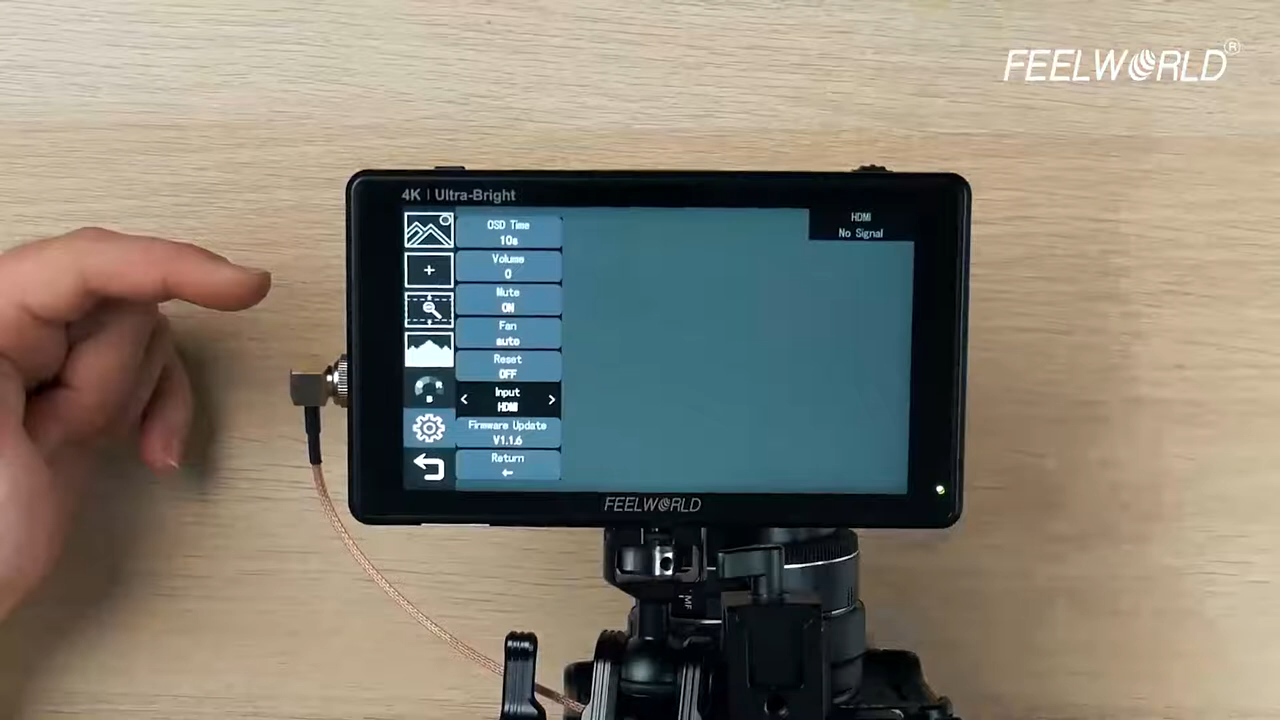 FEELWORLD®
4K | Ultra-Bright
OSD Time
10s
Volume
0
Mute
ON
Fan
auto
Reset
OFF
Input
< HDMI >
Firmware Update
V1.1.6
Return
←
HDMI
No Signal
FEELWORLD
MF